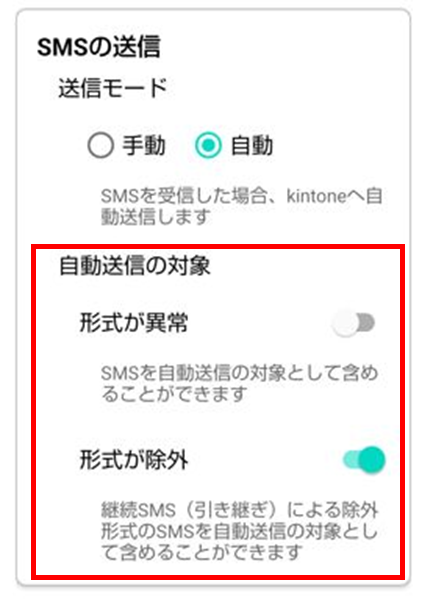 SMSの送信
送信モード
手動 自動
SMSを受信した場合、kintoneへ自
動送信します
自動送信の対象
形式が異常
SMSを自動送信の対象として含め
ることができます
形式が除外
継続SMS（引き継ぎ）による除外
形式のSMSを自動送信の対象とし
て含めることができます